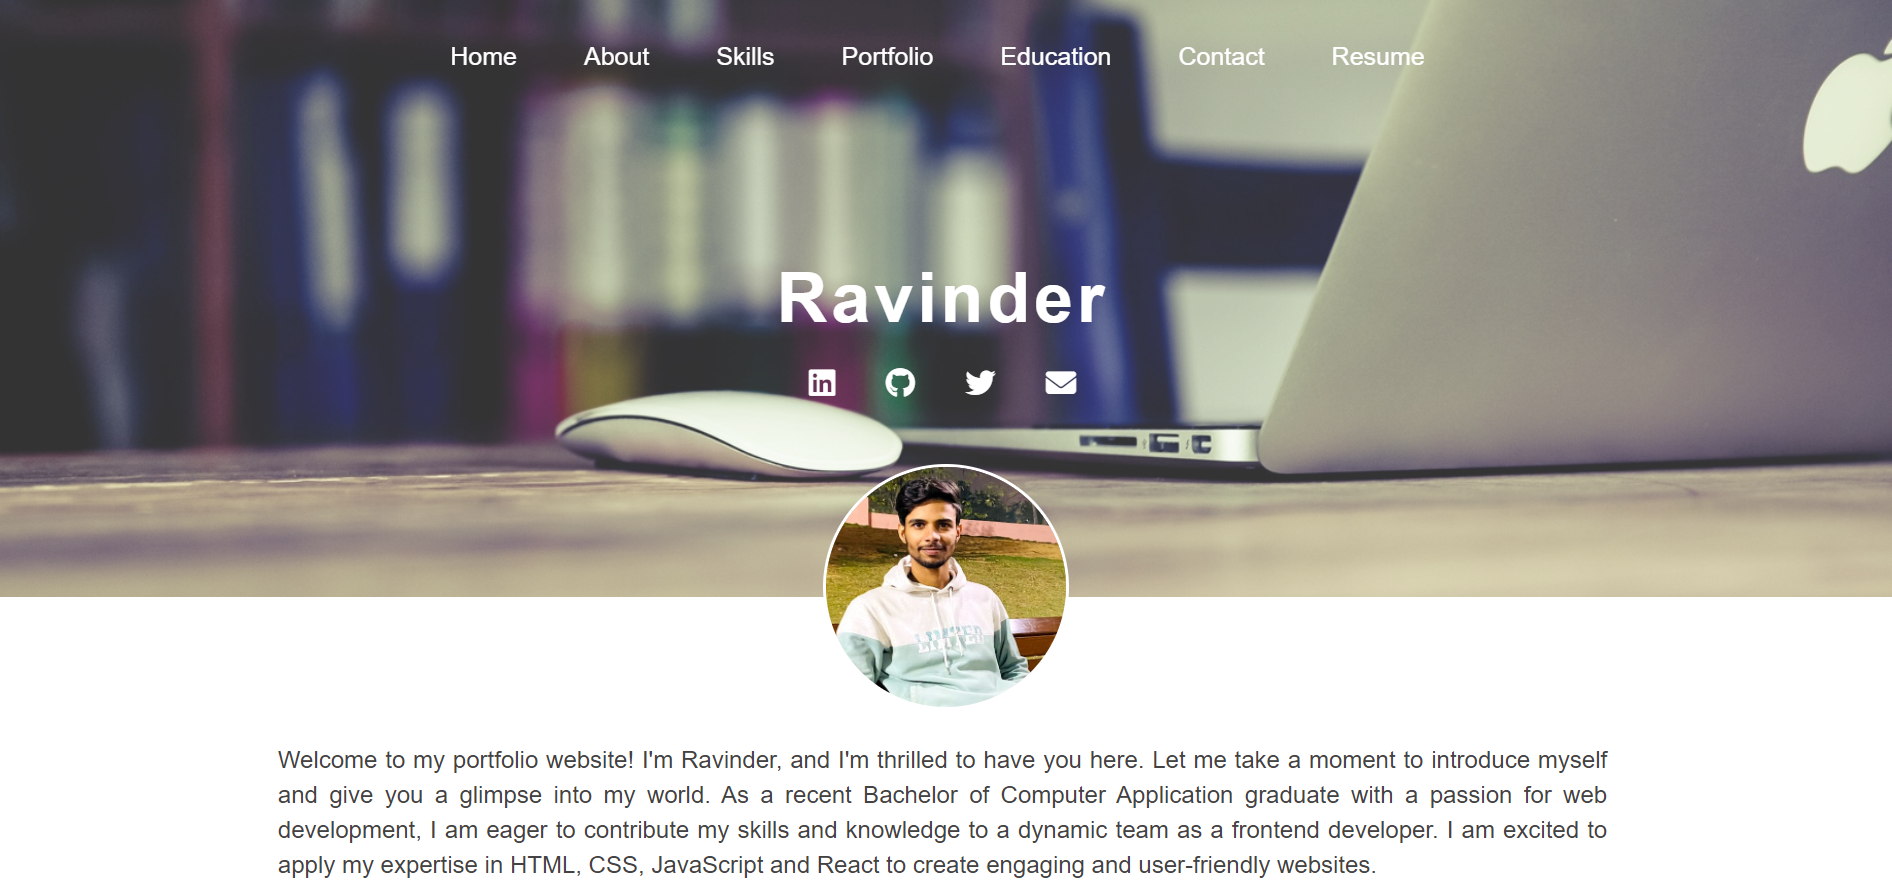 Home About Skills Portfolio Education Contact Resume
Ravinder
LIMITED
Welcome to my portfolio website! I'm Ravinder, and I'm thrilled to have you here. Let me take a moment to introduce myself
and give you a glimpse into my world. As a recent Bachelor of Computer Application graduate with a passion for web
development, I am eager to contribute my skills and knowledge to a dynamic team as a frontend developer. I am excited to
apply my expertise in HTML, CSS, JavaScript and React to create engaging and user-friendly websites.